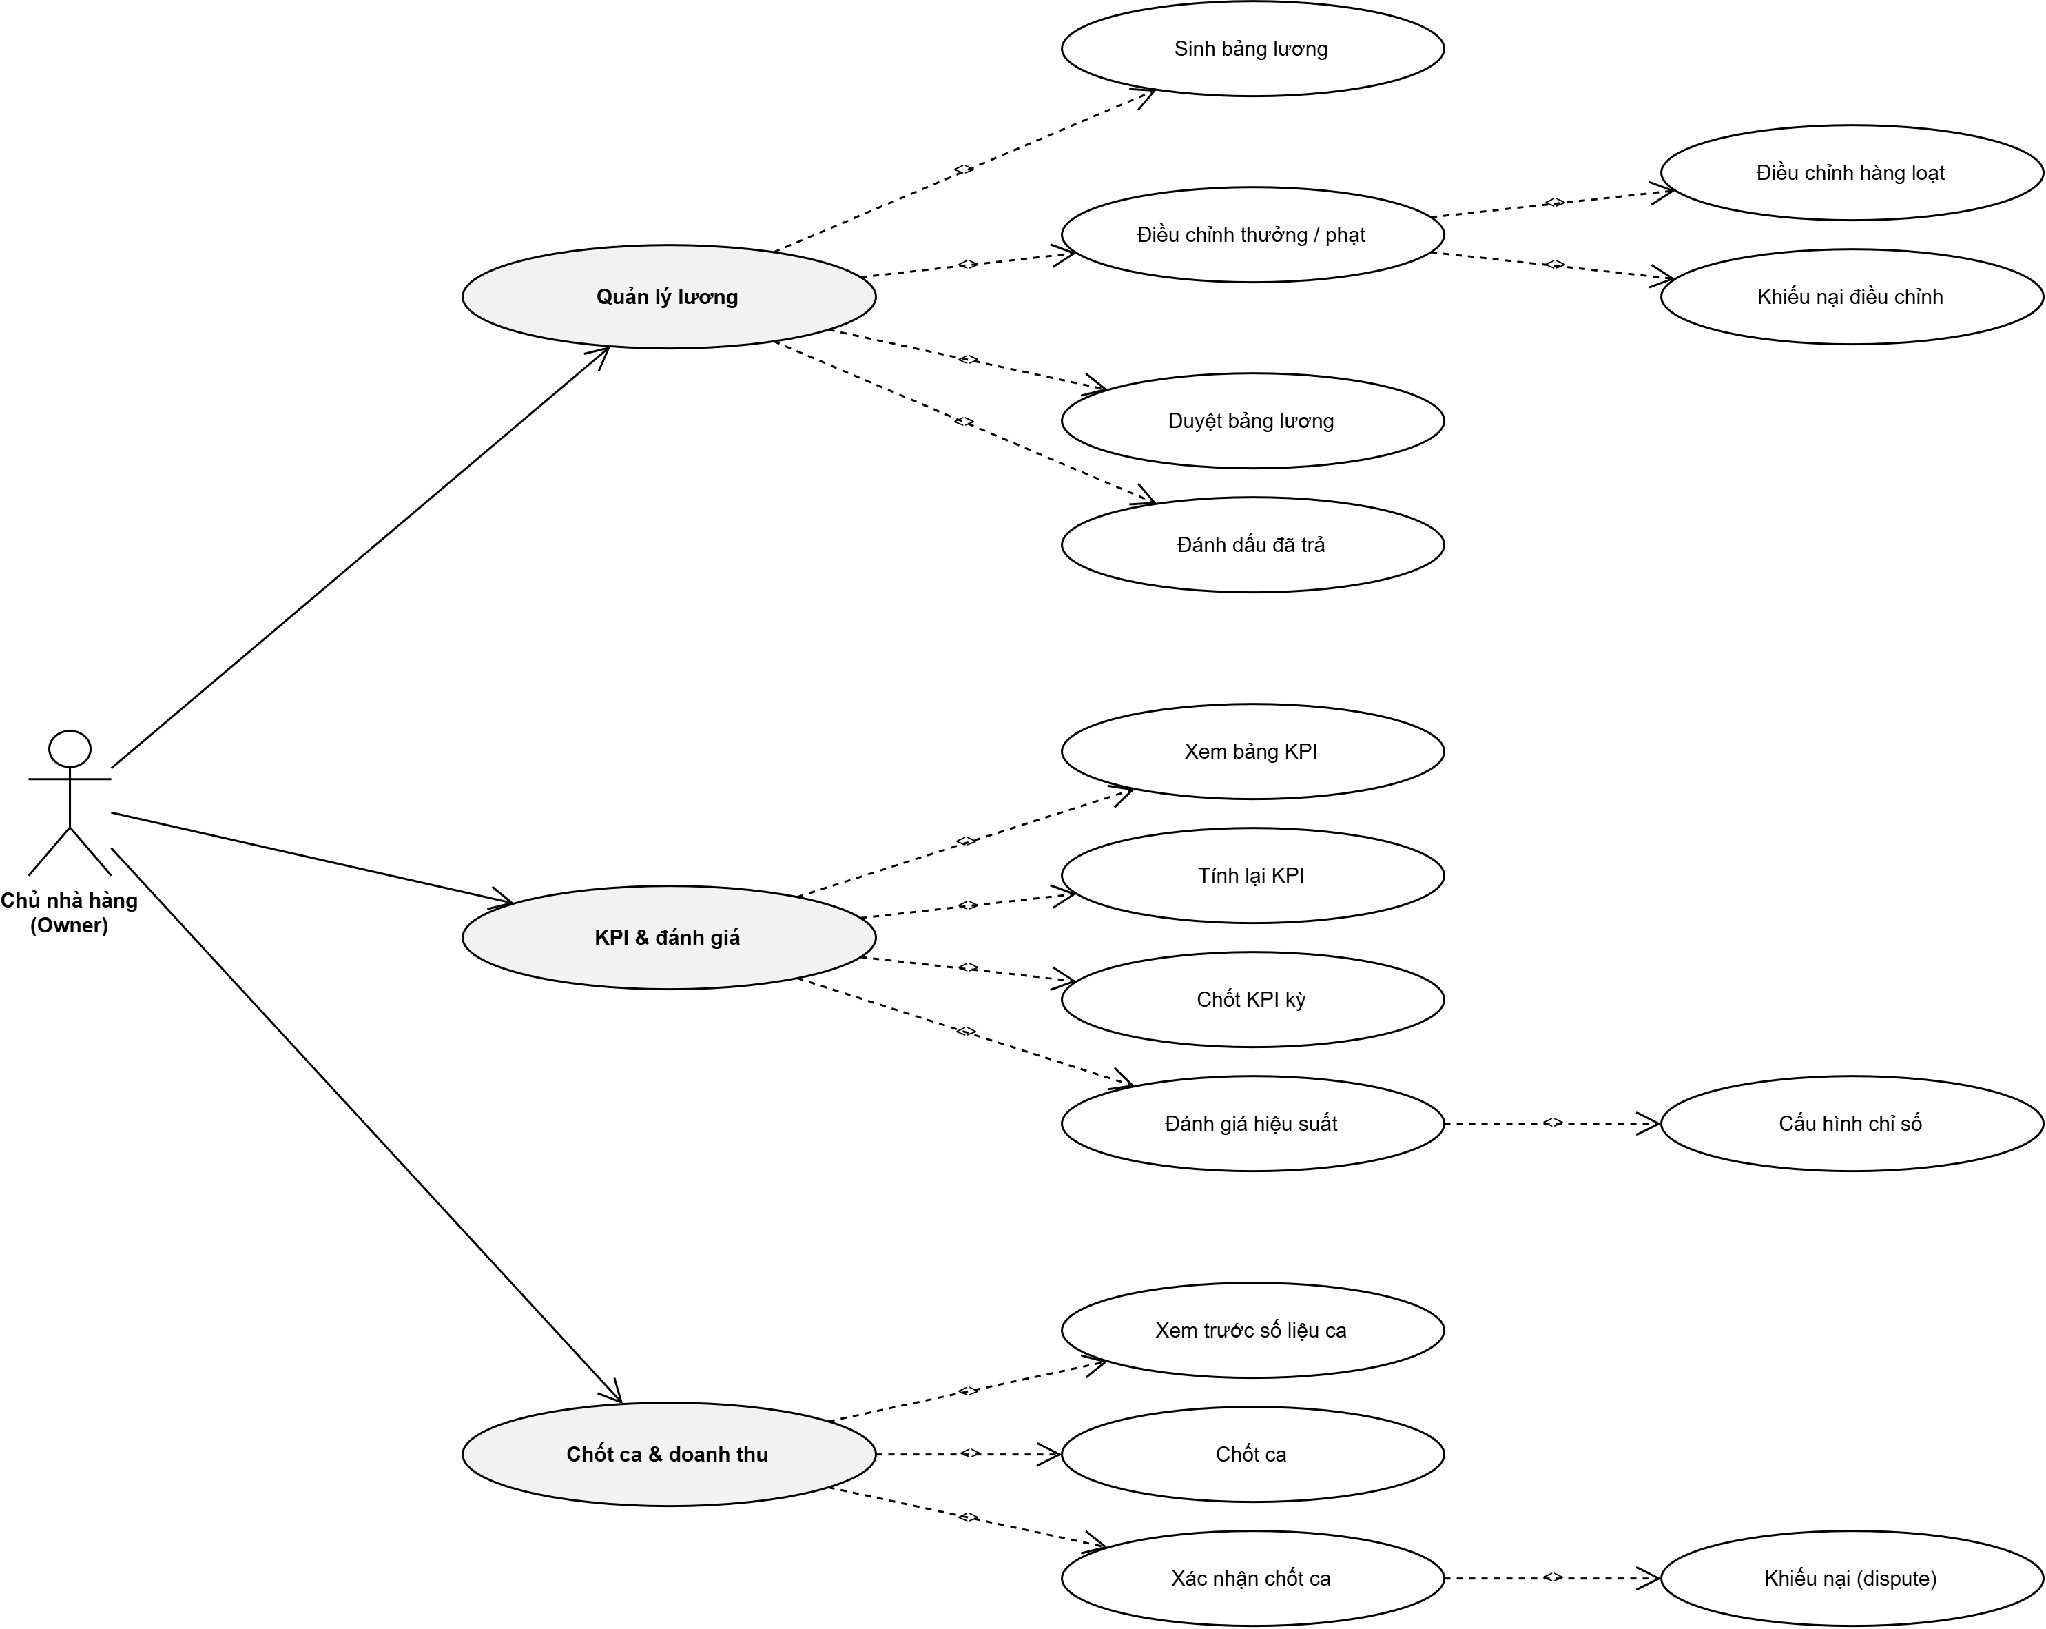 Sinh bảng lương
Điều chỉnh hàng loạt
Điều chỉnh thưởng / phạt
<>
<>
<>
<>
Quản lý lương
Khiếu nại điều chỉnh
<>
<>
Duyệt bảng lương
Đánh dấu đã trả
Xem bảng KPI
<>
Tính lại KPI
Chủ nhà hàng
(Owner)
<>
KPI & đánh giá
<>
Chốt KPI kỳ
<>
Đánh giá hiệu suất
<>
Cấu hình chỉ số
Xem trước số liệu ca
<>
Chốt ca & doanh thu
<>
Chốt ca
<>
Xác nhận chốt ca
<>
Khiếu nại (dispute)